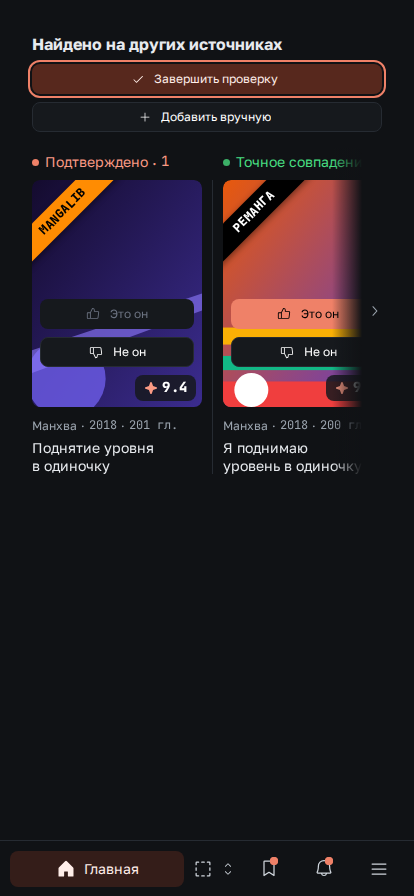 Найдено на других источниках
Завершить проверку
Добавить вручную
Подтверждено · 1
Точное совпадени
MANGALIB
РЕМАНГА
Это он
Это он
Не он
Не он
9.4
9
Манхва · 2018 · 201 гл.
Манхва · 2018 · 200 гл
Поднятие уровня
в одиночку
Я поднимаю
уровень в одиночку
Главная